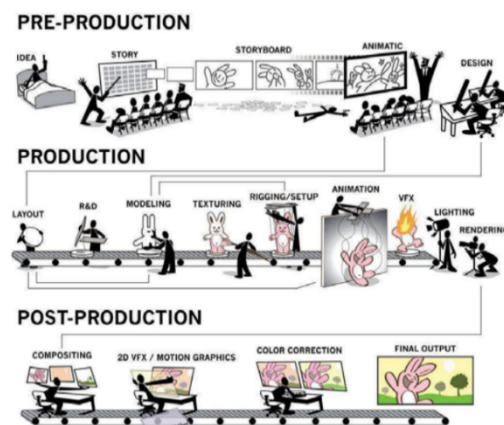 PRE-PRODUCTION
IDEA
STORY
STORYBOARD
ANIMATIC
DESIGN
PRODUCTION
LAYOUT
R&D
MODELING
TEXTURING
RIGGING/SETUP
ANIMATION
VFX
LIGHTING
RENDERING
POST-PRODUCTION
COMPOSITING
2D VFX / MOTION GRAPHICS
COLOR CORRECTION
FINAL OUTPUT